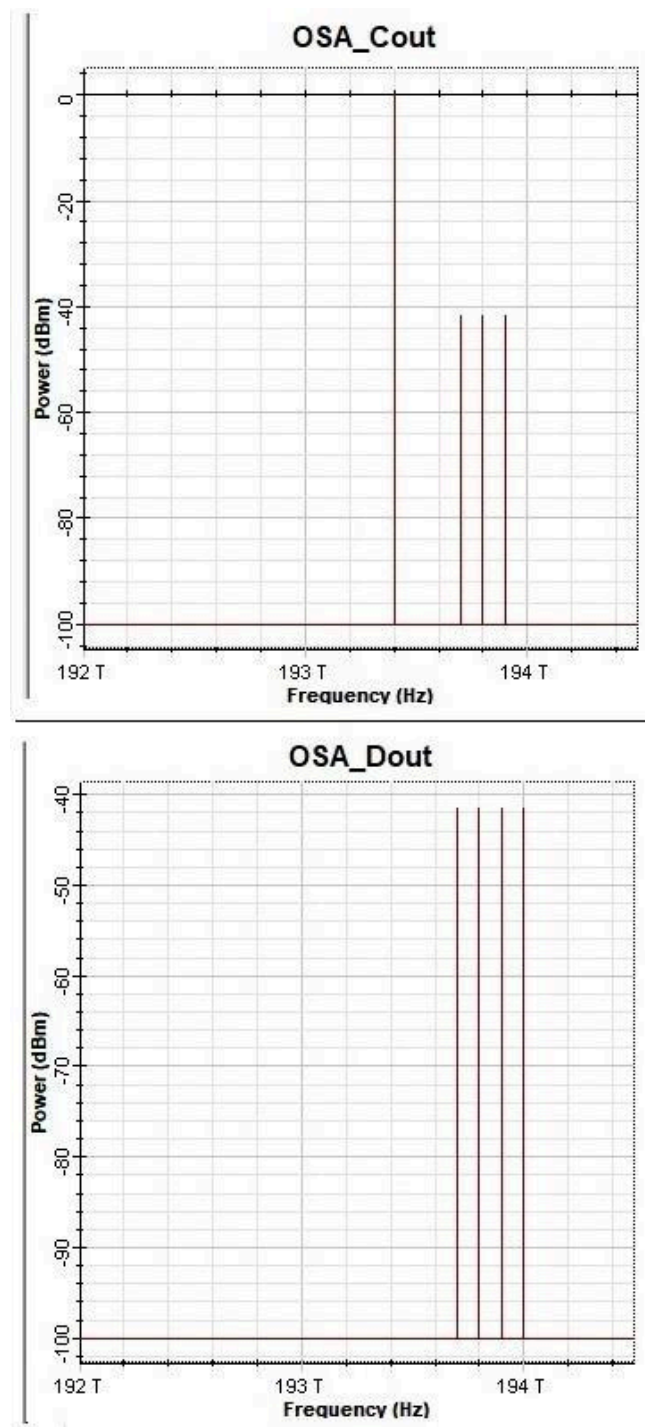 OSA_Cout
0
-20
-40
-60
-80
-100
Power (dBm)
192 T 193 T 194 T
Frequency (Hz)
OSA_Dout
-40
-50
-60
-70
-80
-90
-100
Power (dBm)
192 T 193 T 194 T
Frequency (Hz)